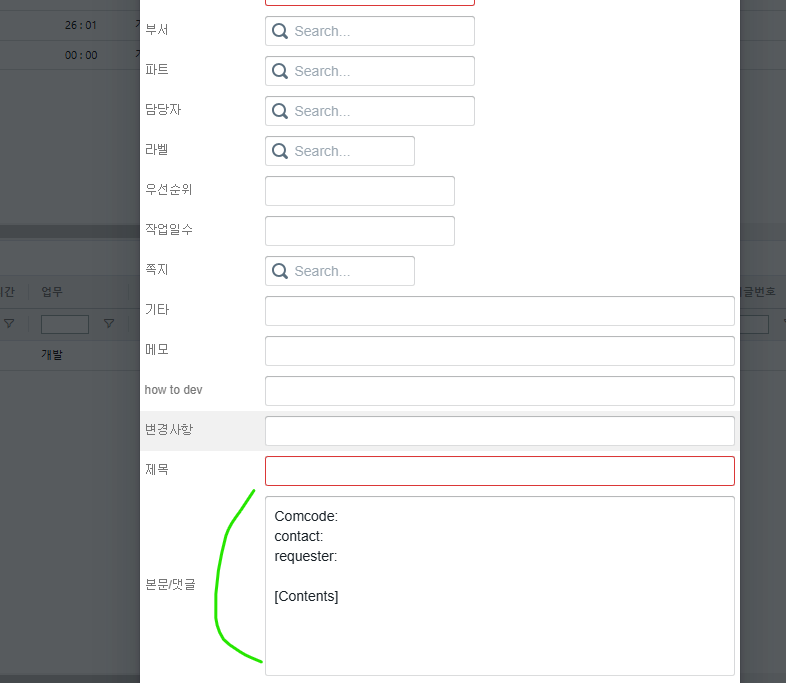 26 : 01
00 : 00
부서
Search...
파트
Search...
담당자
Search...
라벨
Search...
우선순위
작업일수
쪽지
Search...
업무
글번호
기타
메모
개발
how to dev
변경사항
제목
본문/댓글
Comcode:
contact:
requester:
[Contents]